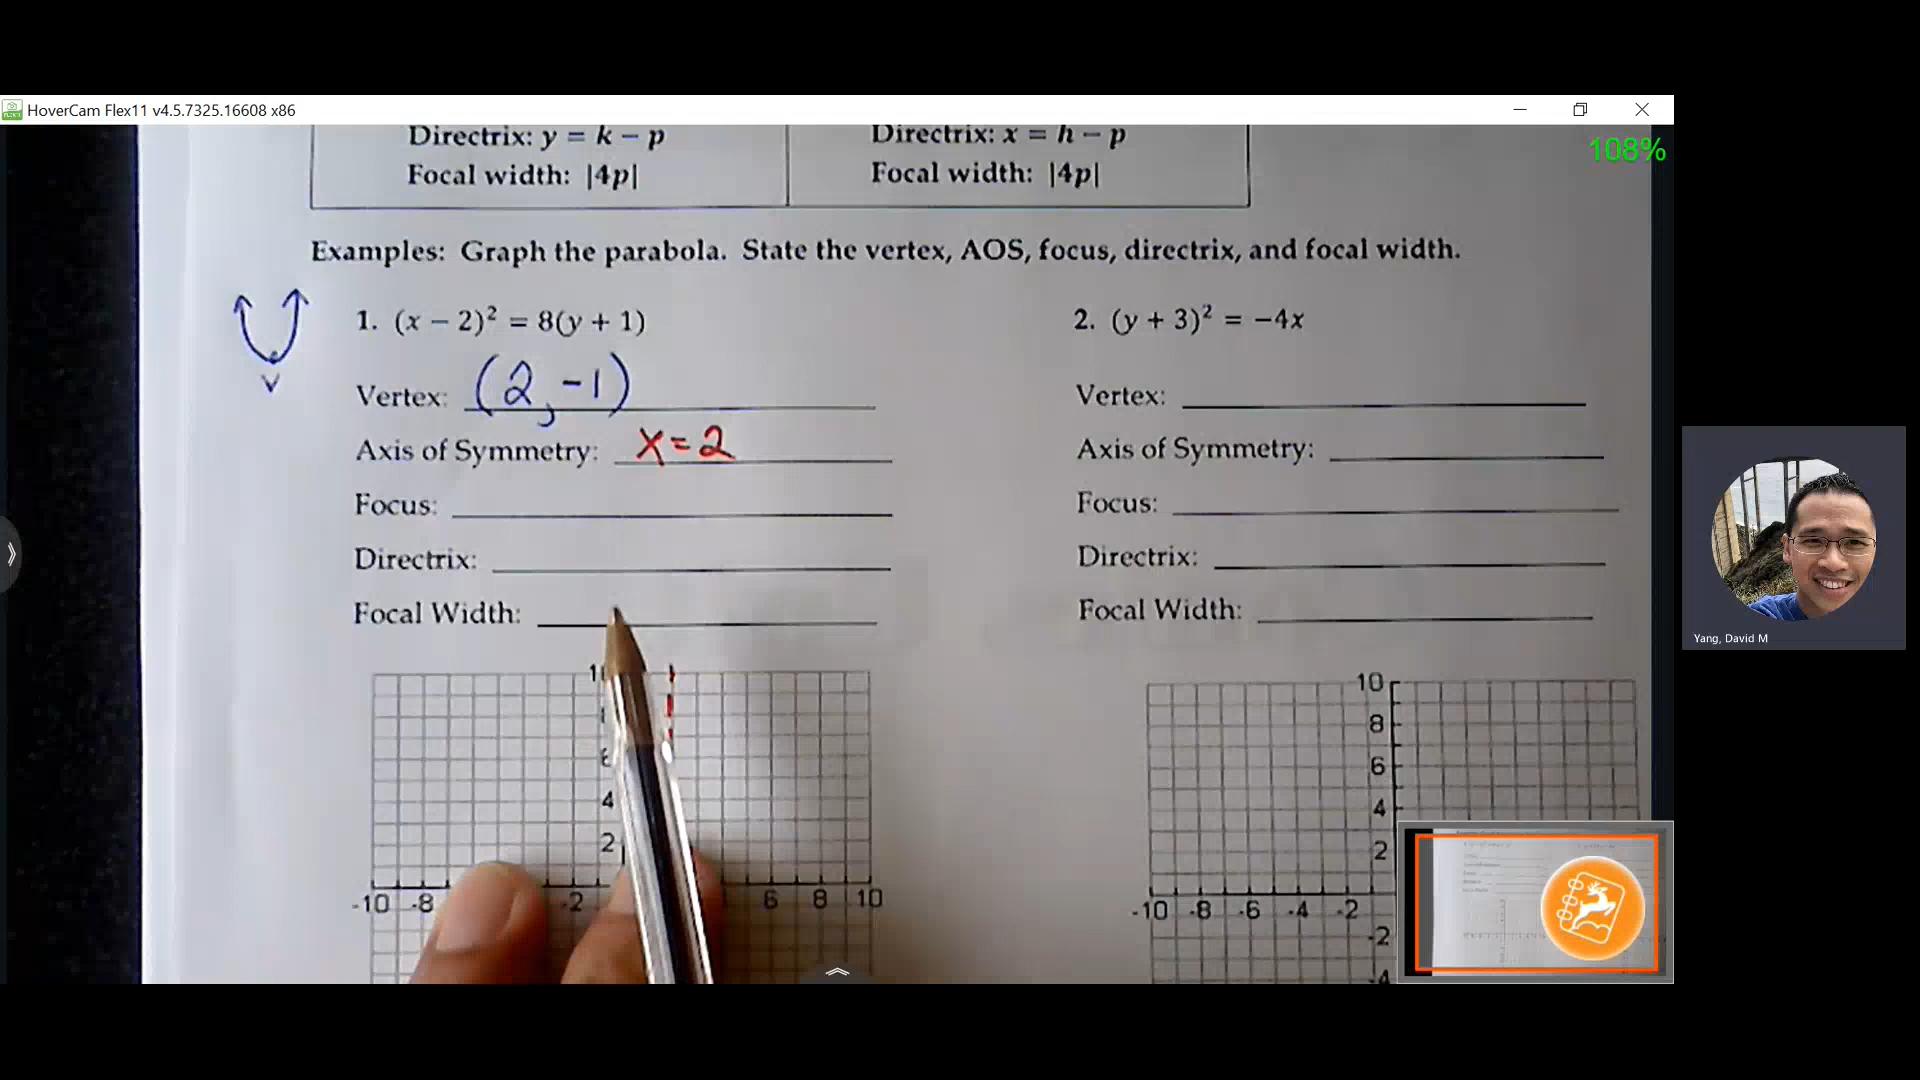 HoverCam Flex11 v4.5.7325.16608 x86
108%
Directrix: y = k − p
Focal width: |4p|
Directrix: x = h − p
Focal width: |4p|
Examples: Graph the parabola. State the vertex, AOS, focus, directrix, and focal width.
1. (x − 2)² = 8(y + 1)
V
Vertex: (2, -1)
Axis of Symmetry: x=2
Focus:
Directrix:
Focal Width:
4
2
-10 -8 -2 6 8 10
2. (y + 3)² = −4x
Vertex:
Axis of Symmetry:
Focus:
Directrix:
Focal Width:
10
8
6
4
2
-10 -8 -6 -4 -2
-2
-4
Yang, David M